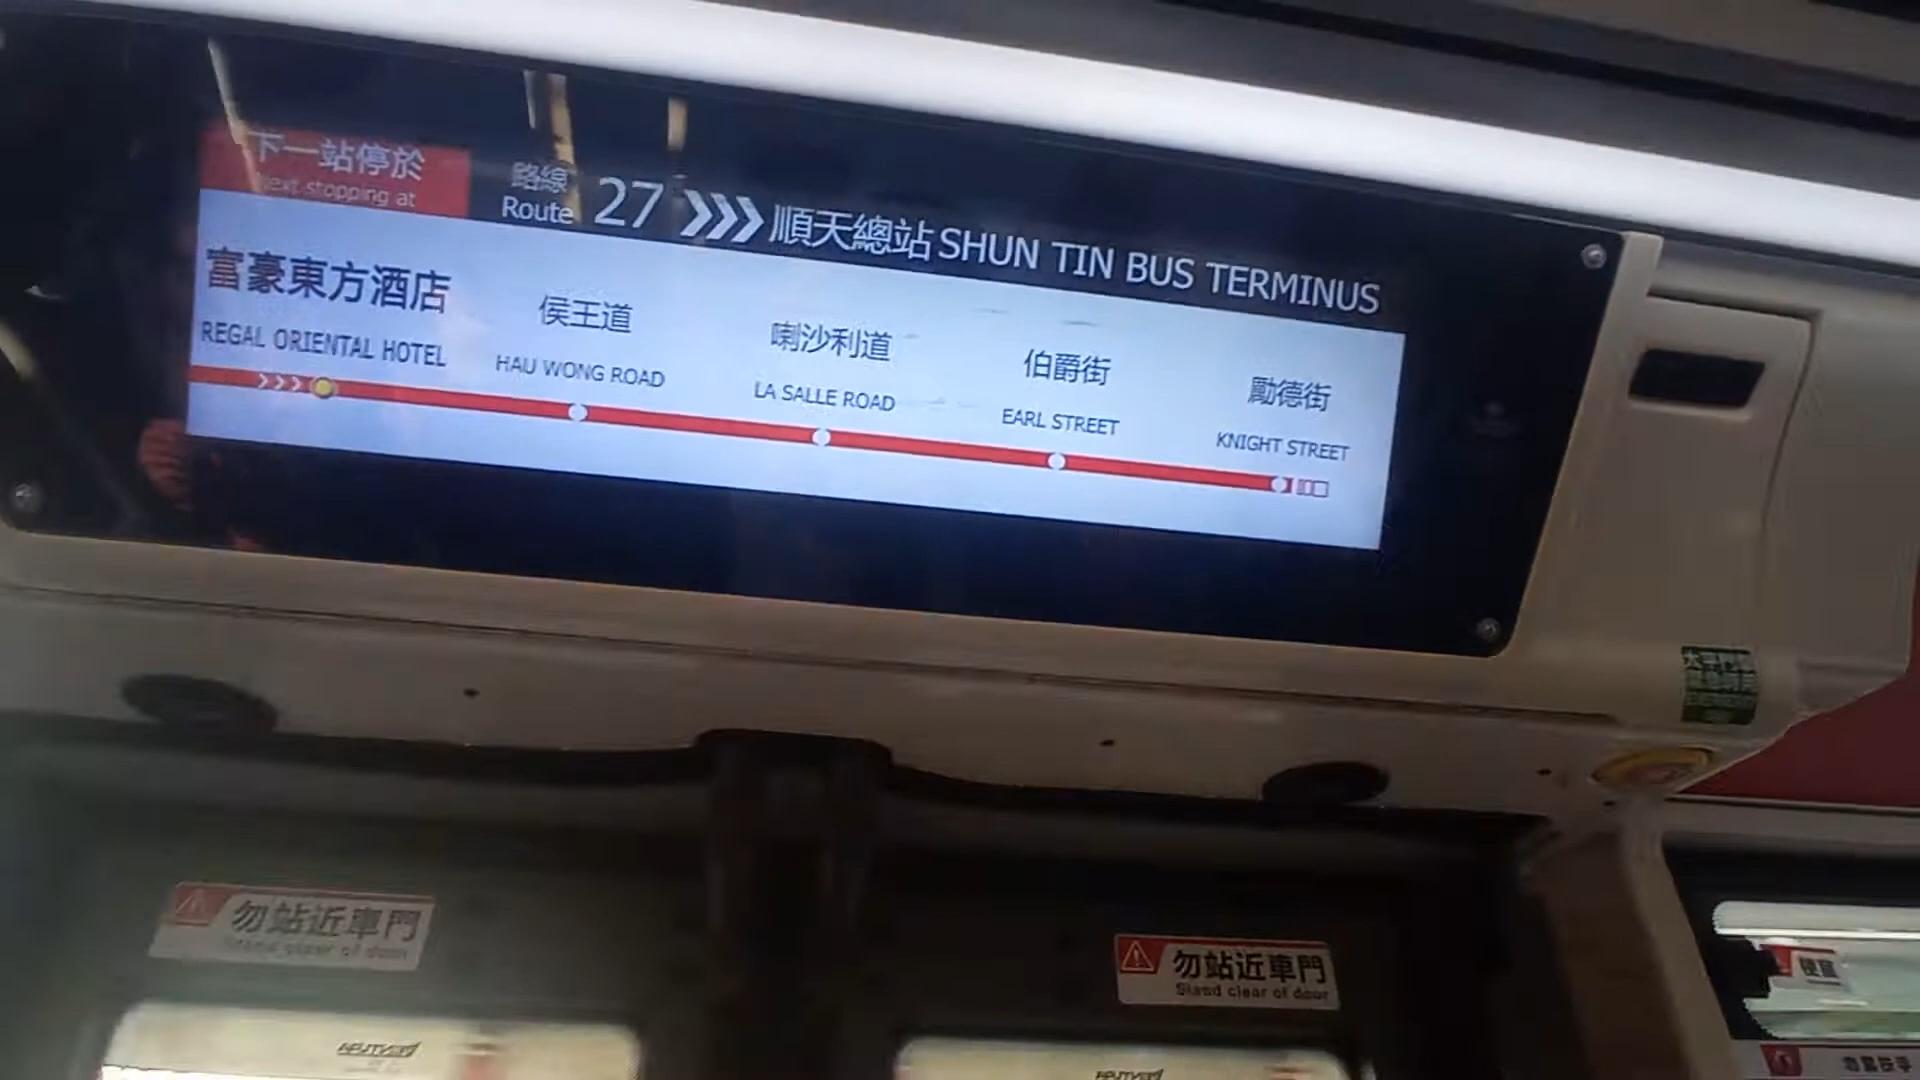 下一站停於
Next stopping at
路線
Route
27
順天總站 SHUN TIN BUS TERMINUS
富豪東方酒店
REGAL ORIENTAL HOTEL
侯王道
HAU WONG ROAD
喇沙利道
LA SALLE ROAD
伯爵街
EARL STREET
勵德街
KNIGHT STREET
勿站近車門
Stand clear of door
勿站近車門
Stand clear of door